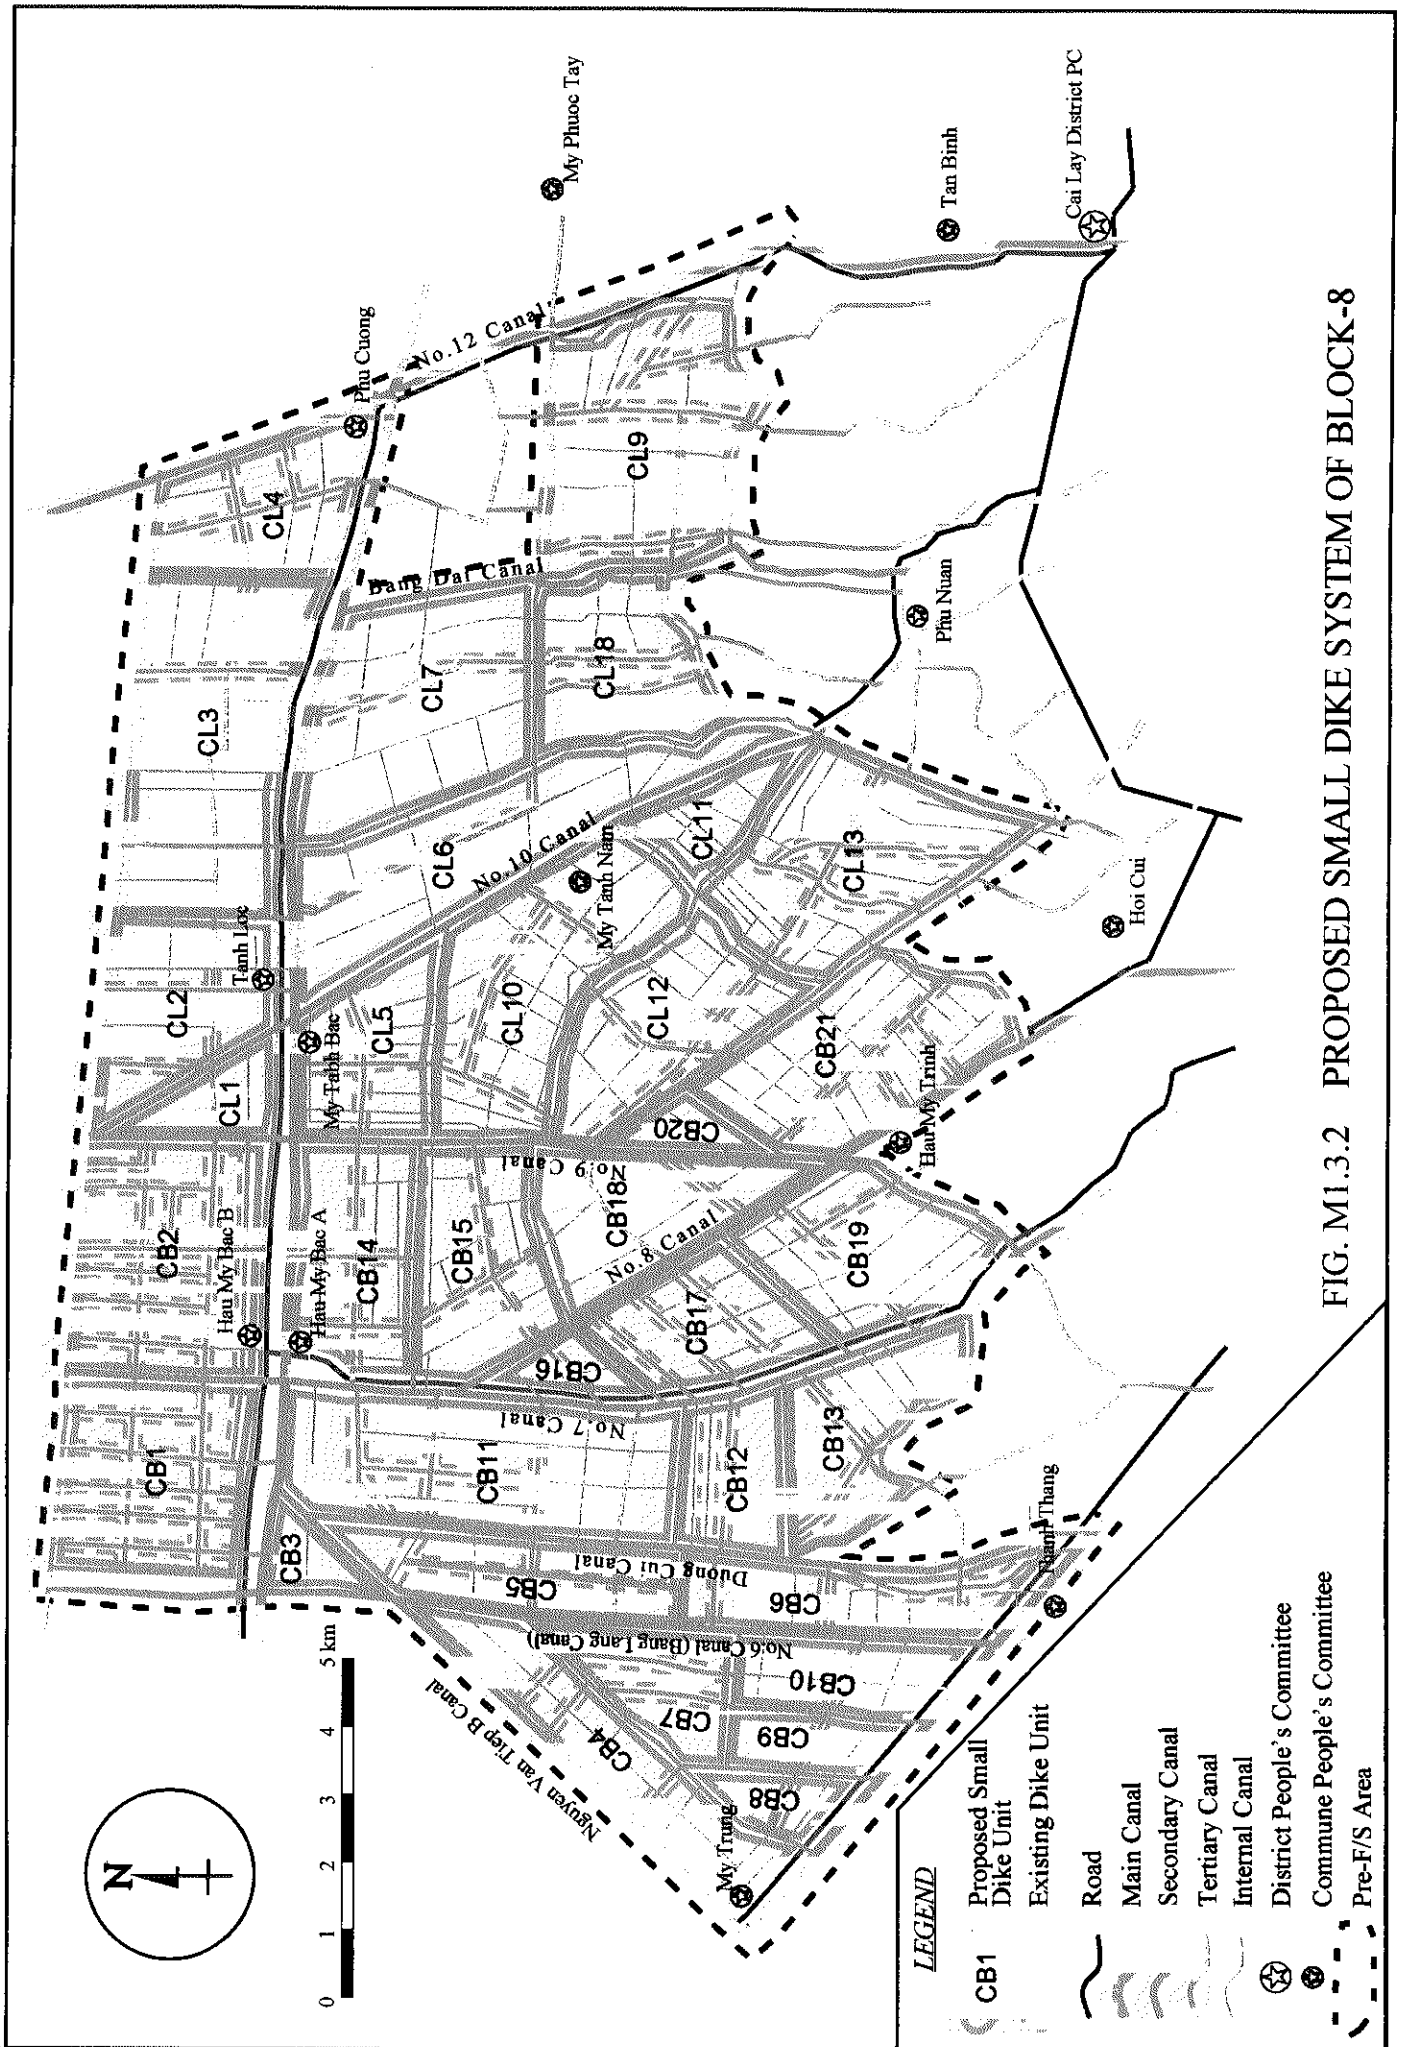 N
0 1 2 3 4 5 km
CB1
CB2
CL1
CL2
CL3
CL4
Hau My Bac B
Tanh Loc
Phu Cuong
Hau My Bac A
My Tabh Bac
No.12 Canal
My Phuoc Tay
CB3
CB11
CB14
CB15
CL5
CL6
CL7
Bang Dai Canal
CL9
No.7 Canal
No.9 Canal
CL10
No.10 Canal
My Tanh Nam
CL18
Nguyen Van Tiep B Canal
CB4
CB5
Duong Cui Canal
CB16
CB18
No.8 Canal
CL12
CL11
No.6 Canal (Bang Lang Canal)
CB7
CB12
CB17
CB20
My Trung
CB8
CB9
CB10
CB6
CB13
CB19
CB21
CL13
Hau My Trinh
Phu Nuan
Tan Binh
Cai Lay District PC
Thanh Thang
Hoi Cui
LEGEND
CB1 Proposed Small
Dike Unit
Existing Dike Unit
Road
Main Canal
Secondary Canal
Tertiary Canal
Internal Canal
District People's Committee
Commune People's Committee
Pre-F/S Area
FIG. M1.3.2 PROPOSED SMALL DIKE SYSTEM OF BLOCK-8